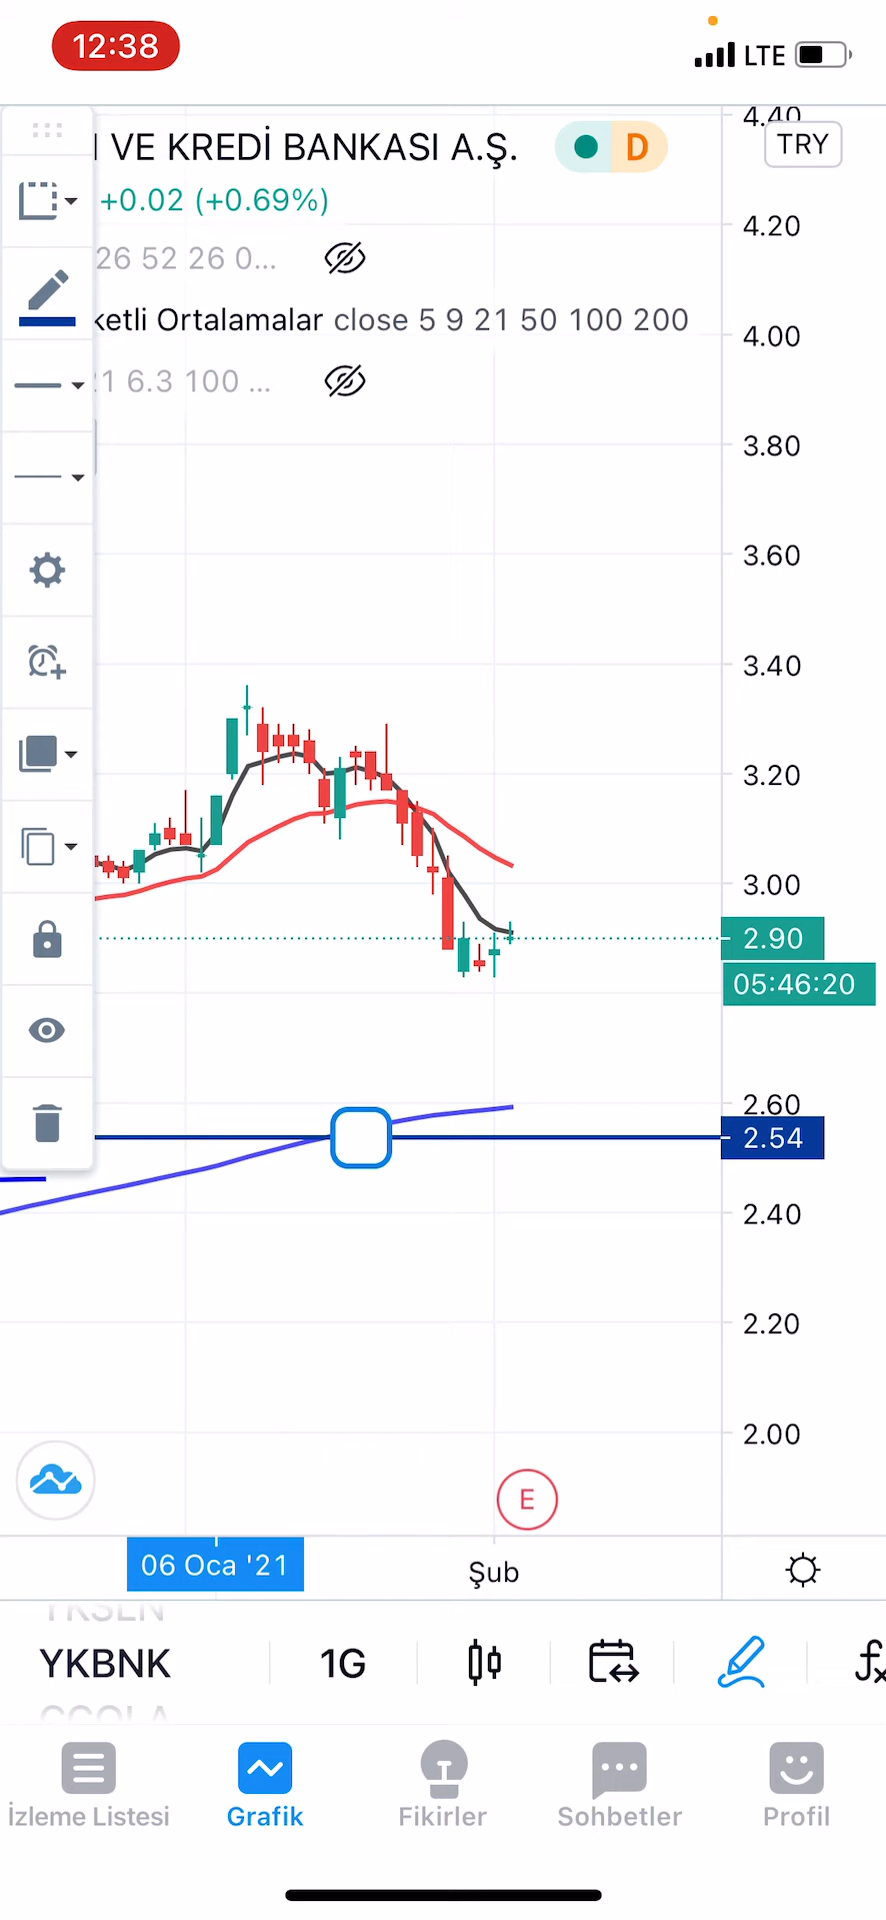 12:38
LTE
4.40
VE KREDİ BANKASI A.Ş.
D
TRY
+0.02 (+0.69%)
4.20
26 52 26 0...
ketli Ortalamalar close 5 9 21 50 100 200
4.00
21 6.3 100 ...
3.80
3.60
3.40
3.20
3.00
2.90
05:46:20
2.60
2.54
2.40
2.20
2.00
E
06 Oca '21
Şub
YKBNK
1G
İzleme Listesi
Grafik
Fikirler
Sohbetler
Profil